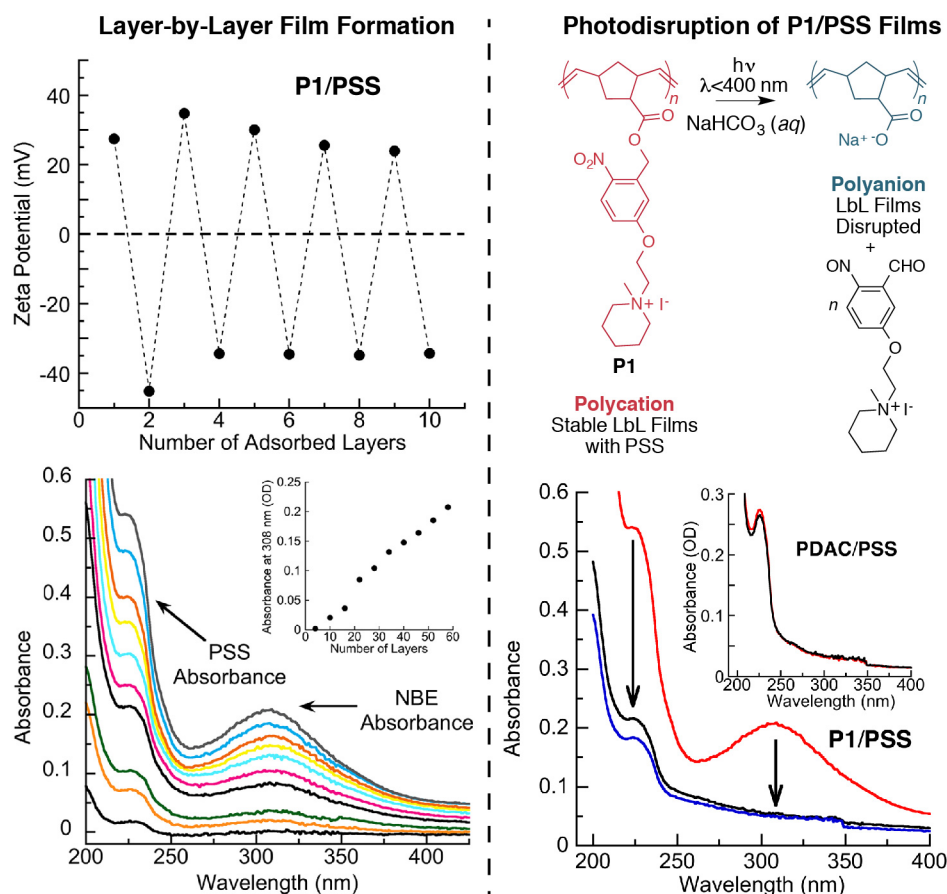 Layer-by-Layer Film Formation
P1/PSS
Zeta Potential (mV)
40
20
0
-20
-40
0 2 4 6 8 10
Number of Adsorbed Layers
Absorbance
0.6
0.5
0.4
0.3
0.2
0.1
0
200 250 300 350 400
Wavelength (nm)
PSS
Absorbance
NBE
Absorbance
Absorbance at 308 nm (OD)
0.25
0.2
0.15
0.1
0.05
0
0 10 20 30 40 50 60
Number of Layers
Photodisruption of P1/PSS Films
n
O
O
O2N
O
N+ I-
P1
Polycation
Stable LbL Films
with PSS
hν
λ<400 nm
NaHCO3 (aq)
n
O
Na+ -O
Polyanion
LbL Films
Disrupted
+
ON CHO
n
O
N+ I-
Absorbance
0.6
0.5
0.4
0.3
0.2
0.1
0
200 250 300 350 400
Wavelength (nm)
P1/PSS
Absorbance (OD)
0.3
0.2
0.1
0
200 250 300 350 400
Wavelength (nm)
PDAC/PSS